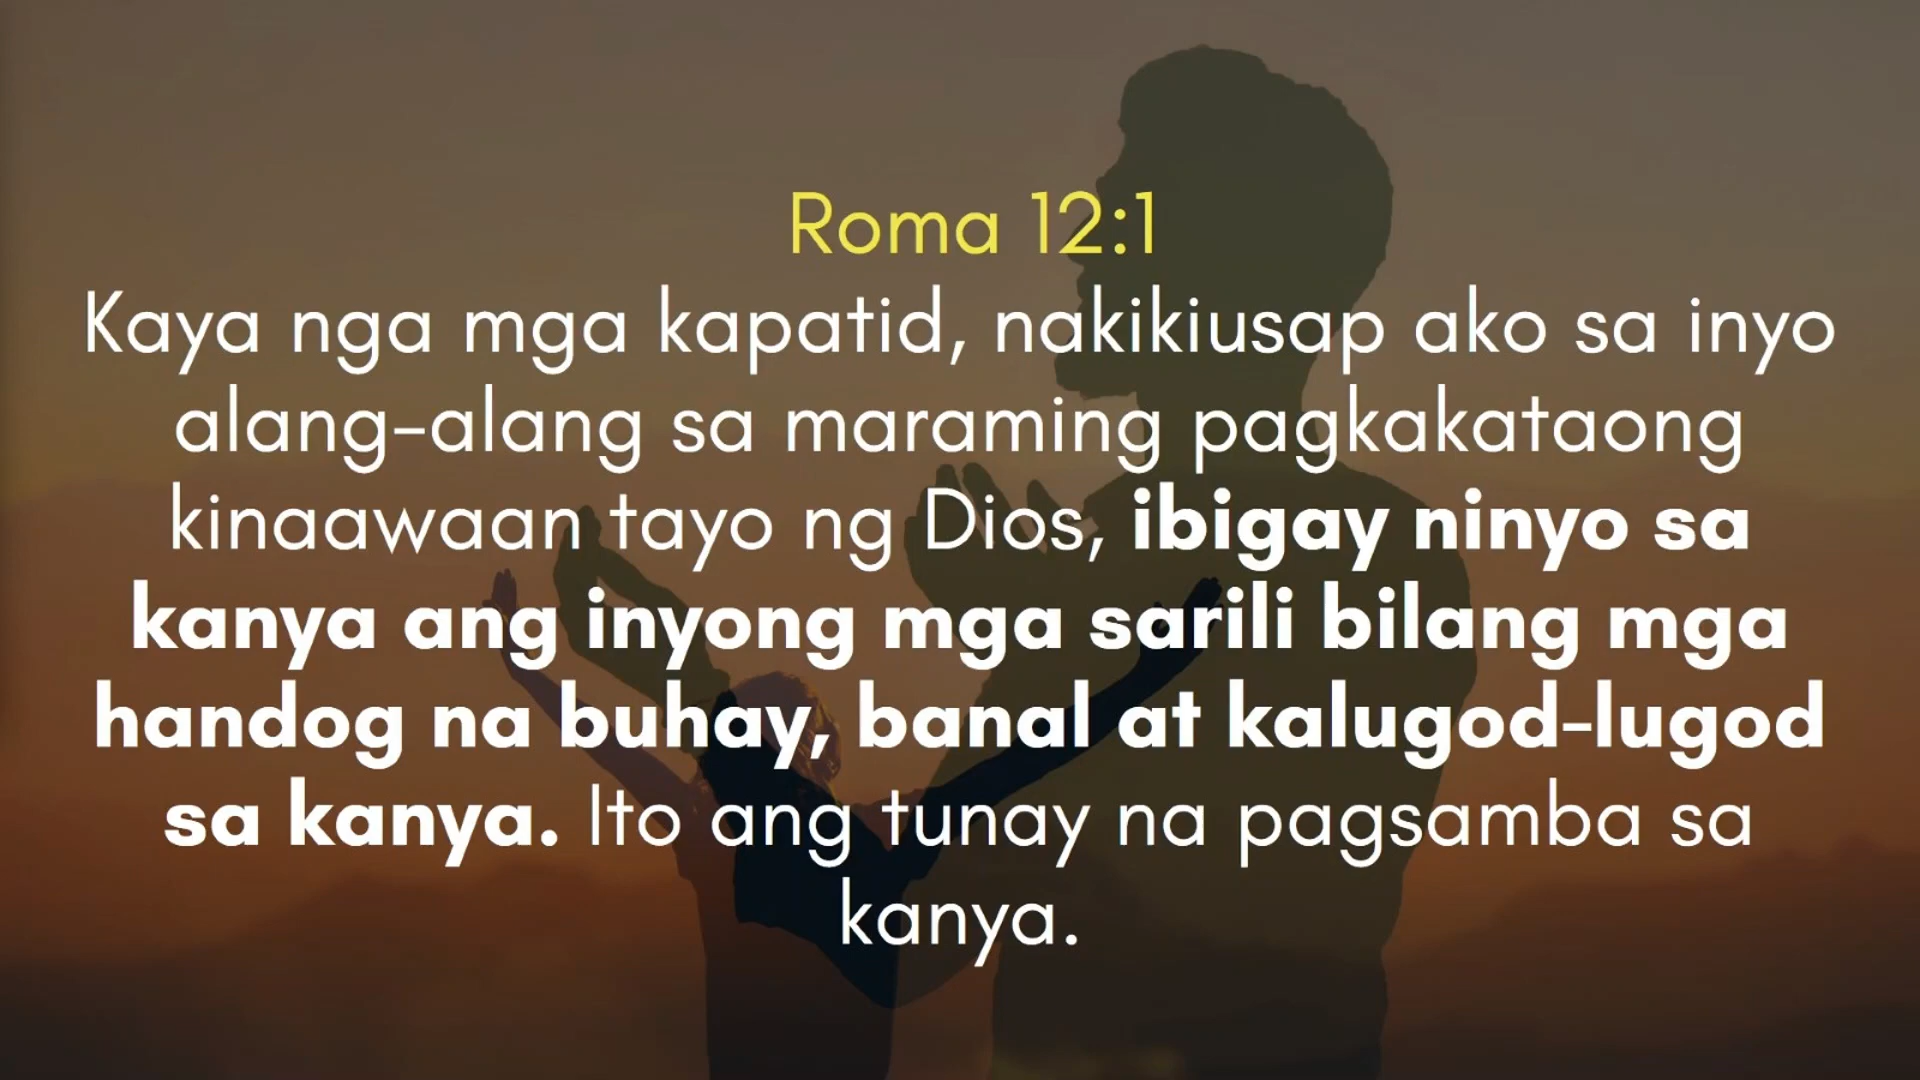 Roma 12:1
Kaya nga mga kapatid, nakikiusap ako sa inyo
alang-alang sa maraming pagkakataong
kinaawaan tayo ng Dios, ibigay ninyo sa
kanya ang inyong mga sarili bilang mga
handog na buhay, banal at kalugod-lugod
sa kanya. Ito ang tunay na pagsamba sa
kanya.